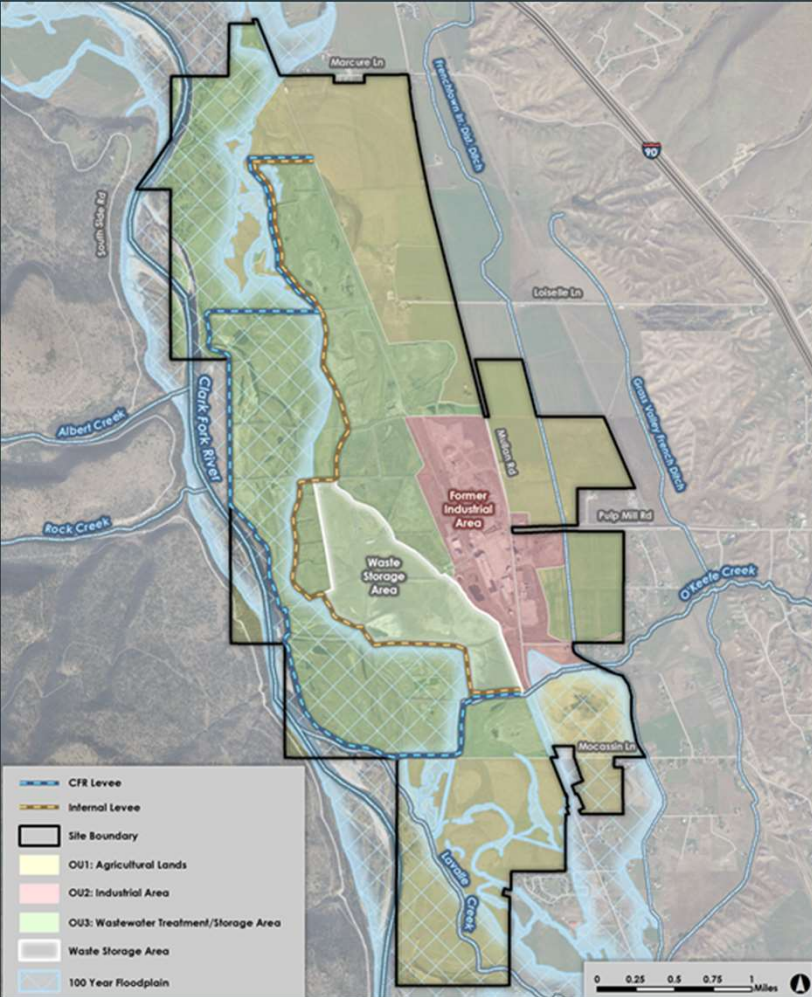 Marcure Ln
Frenchtown Irr. Dist. Ditch
90
South Side Rd
Loiselle Ln
Grass Valley French Ditch
Clark Fork River
Albert Creek
Mullan Rd
Former
Industrial
Area
Pulp Mill Rd
Rock Creek
Waste
Storage
Area
O'Keefe Creek
Mocassin Ln
Lavalle
Creek
CFR Levee
Internal Levee
Site Boundary
OU1: Agricultural Lands
OU2: Industrial Area
OU3: Wastewater Treatment/Storage Area
Waste Storage Area
100 Year Floodplain
0 0.25 0.5 0.75 1
Miles